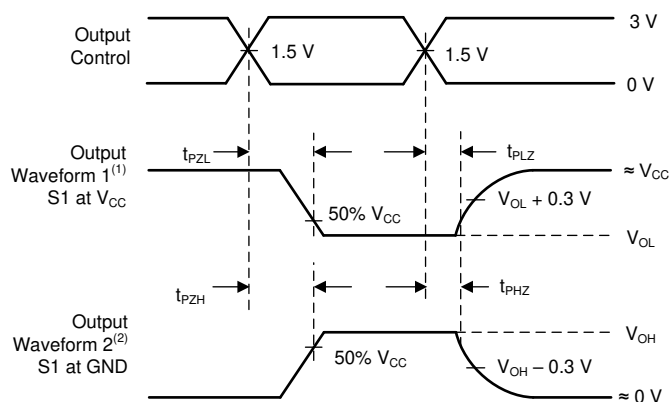 3 V
Output
Control
1.5 V
1.5 V
0 V
Output
Waveform 1(1)
S1 at VCC
tPZL
tPLZ
≈ VCC
VOL + 0.3 V
50% VCC
VOL
tPZH
tPHZ
Output
Waveform 2(2)
S1 at GND
VOH
50% VCC
VOH – 0.3 V
≈ 0 V